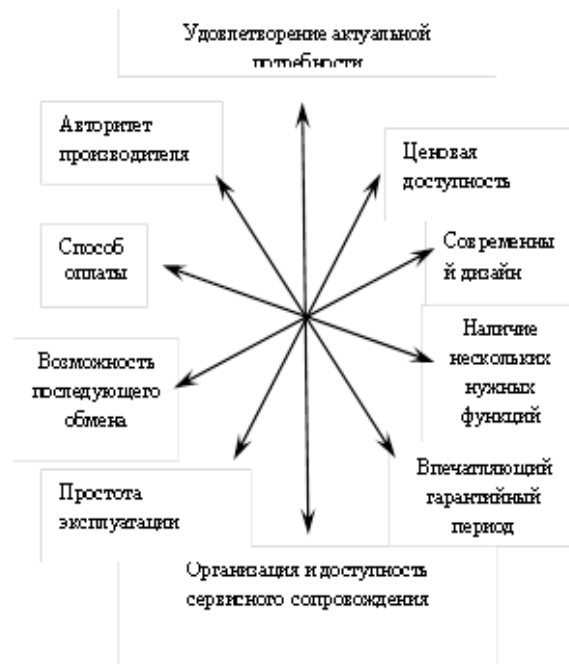 Удовлетворение актуальной
потребности
Авторитет
производителя
Ценовая
доступность
Способ
оплаты
Современны
й дизайн
Возможность
последующего
обмена
Наличие
нескольких
нужных
функций
Простота
эксплуатации
Впечатляющий
гарантийный
период
Организация и доступность
сервисного сопровождения